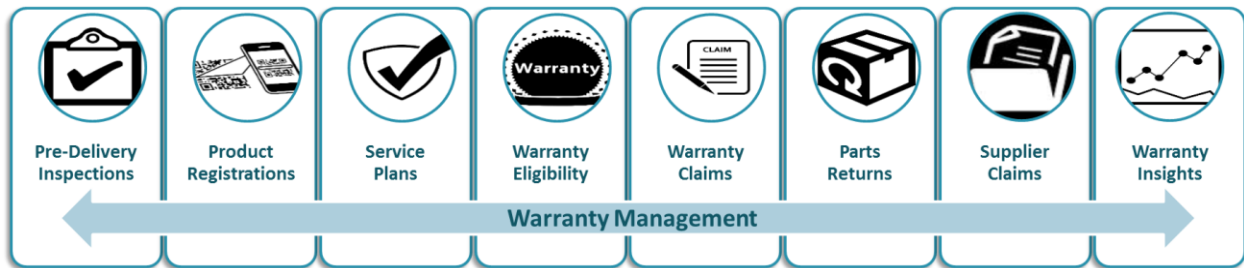 Warranty
CLAIM
Pre-Delivery
Inspections
Product
Registrations
Service
Plans
Warranty
Eligibility
Warranty
Claims
Parts
Returns
Supplier
Claims
Warranty
Insights
Warranty Management